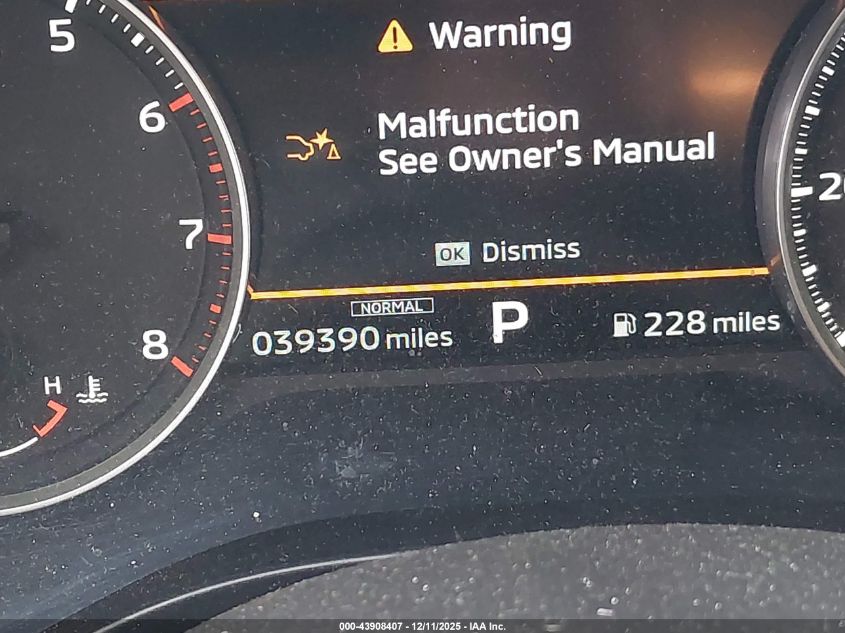 5
Warning
6
Malfunction
See Owner's Manual
20
7
OK Dismiss
NORMAL
8
039390 miles
P
228 miles
H
000-43908407 - 12/11/2025 - IAA Inc.